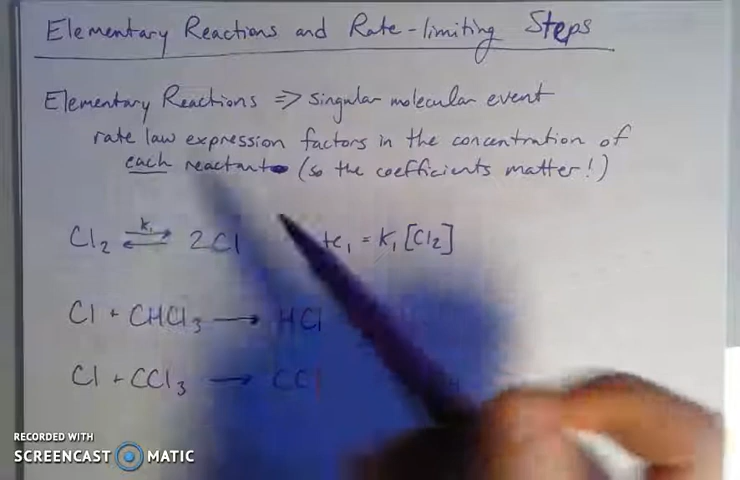 Elementary Reactions and Rate-limiting Steps
Elementary Reactions => singular molecular event
rate law expression factors in the concentration of
each reactant (so the coefficients matter!)
k₁
Cl₂ ⇌ 2Cl te₁ = k₁[Cl₂]
Cl + CHCl₃ → HCl
Cl + CCl₃ → CCl
RECORDED WITH
SCREENCAST MATIC